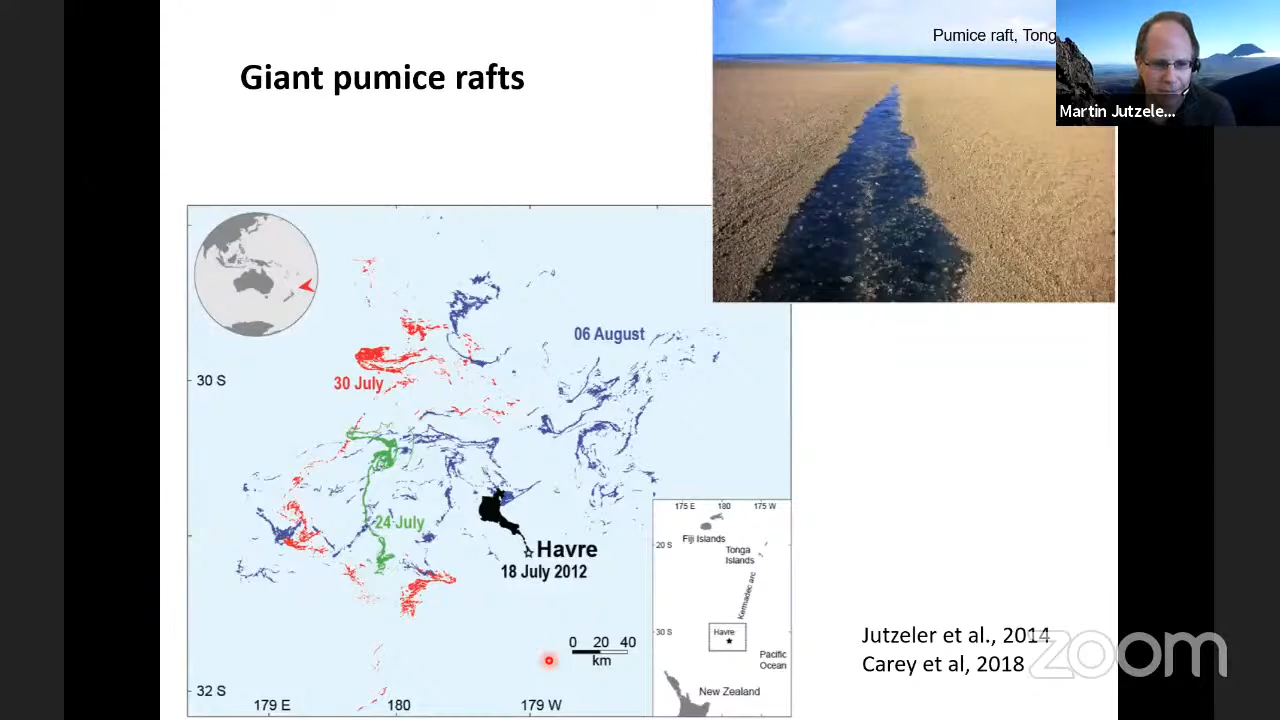 Giant pumice rafts
Pumice raft, Tong
Martin Jutzele...
06 August
30 S
30 July
24 July
Havre
18 July 2012
0 20 40
km
32 S
179 E
180
179 W
175 E
180
175 W
Fiji Islands
20 S
Tonga
Islands
Kermadec arc
30 S
Havre
Pacific
Ocean
New Zealand
Jutzeler et al., 2014
Carey et al, 2018
zoom